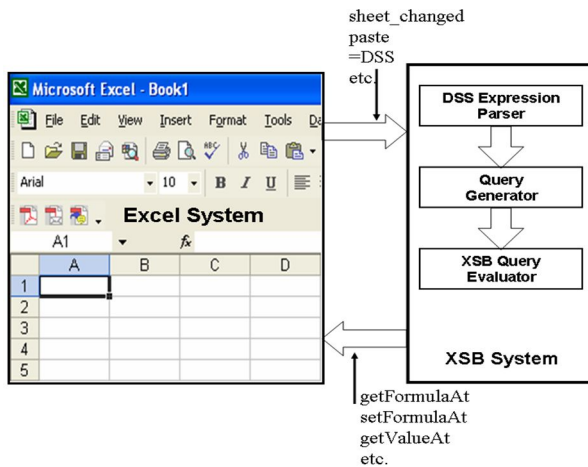 sheet_changed
paste
=DSS
etc.
Microsoft Excel - Book1
File Edit View Insert Format Tools Da
Arial 10 B I U
Excel System
A1 fx
A B C D
1
2
3
4
5
DSS Expression
Parser
Query
Generator
XSB Query
Evaluator
XSB System
getFormulaAt
setFormulaAt
getValueAt
etc.